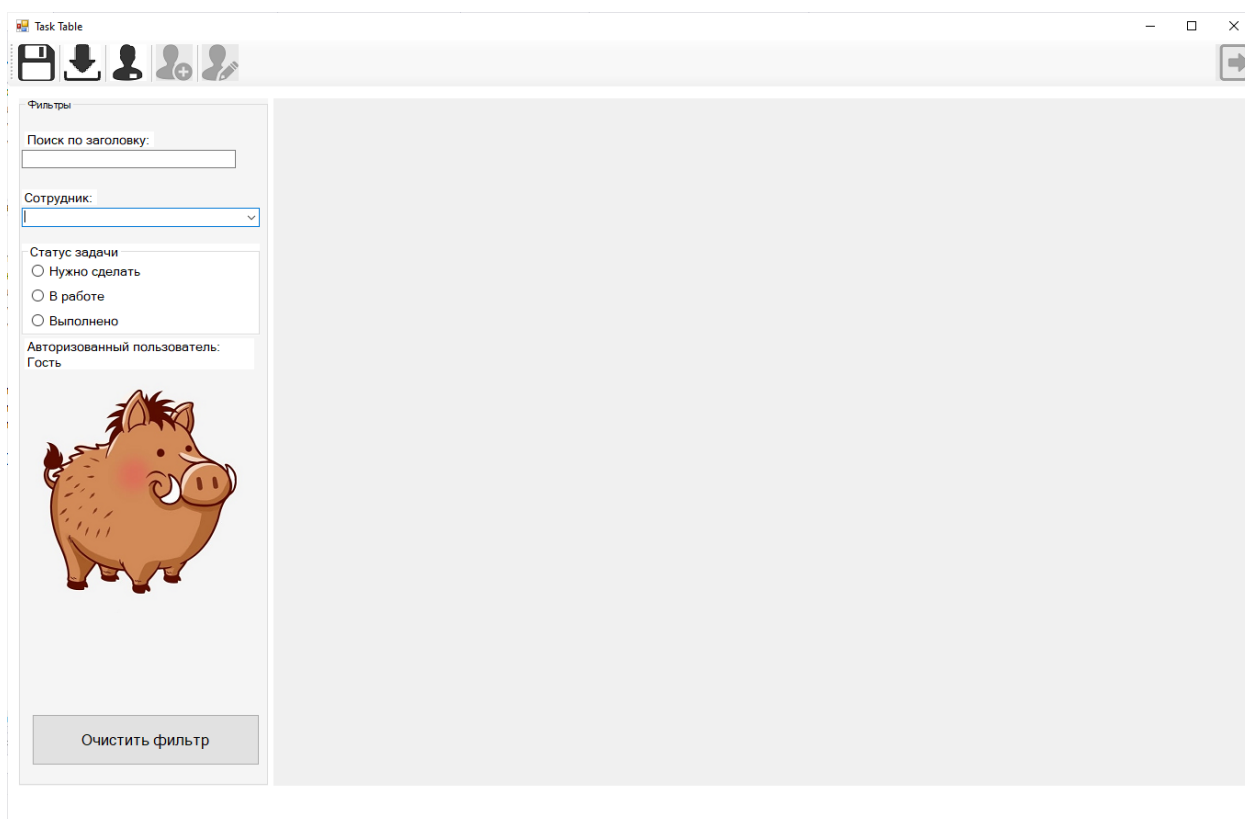 Task Table
Фильтры
Поиск по заголовку:
Сотрудник:
Статус задачи
Нужно сделать
В работе
Выполнено
Авторизованный пользователь:
Гость
Очистить фильтр